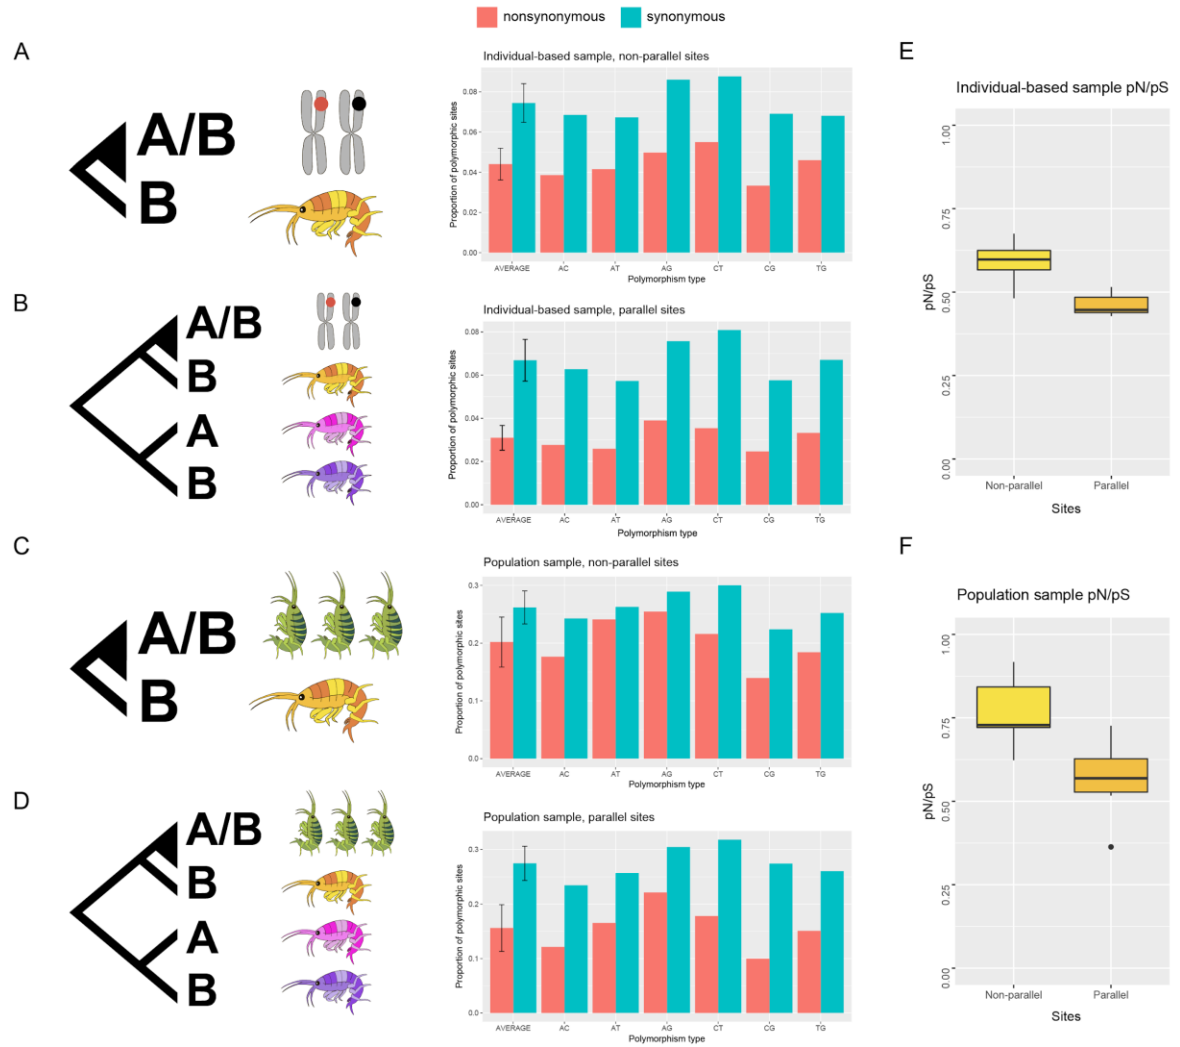 nonsynonymous
synonymous
A
A/B
B
Individual-based sample, non-parallel sites
Proportion of polymorphic sites
0.08
0.06
0.04
0.02
0.00
AVERAGE AC AT AG CT CG TG
Polymorphism type
B
A/B
B
A
B
Individual-based sample, parallel sites
Proportion of polymorphic sites
0.08
0.06
0.04
0.02
0.00
AVERAGE AC AT AG CT CG TG
Polymorphism type
C
A/B
B
Population sample, non-parallel sites
Proportion of polymorphic sites
0.3
0.2
0.1
0.0
AVERAGE AC AT AG CT CG TG
Polymorphism type
D
A/B
B
A
B
Population sample, parallel sites
Proportion of polymorphic sites
0.3
0.2
0.1
0.0
AVERAGE AC AT AG CT CG TG
Polymorphism type
E
Individual-based sample pN/pS
pN/pS
1.00
0.75
0.50
0.25
0.00
Non-parallel Parallel
Sites
F
Population sample pN/pS
pN/pS
1.00
0.75
0.50
0.25
0.00
Non-parallel Parallel
Sites